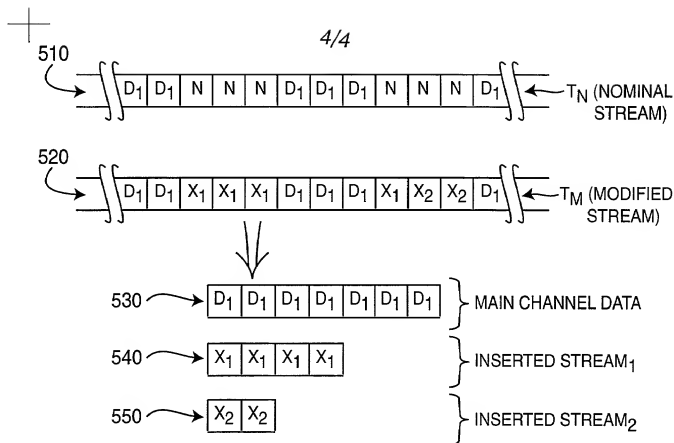 4/4
510
D₁ D₁ N N N D₁ D₁ D₁ N N N D₁
T_N (NOMINAL
STREAM)
520
D₁ D₁ X₁ X₁ X₁ D₁ D₁ D₁ X₁ X₂ X₂ D₁
T_M (MODIFIED
STREAM)
530 D₁ D₁ D₁ D₁ D₁ D₁ D₁ MAIN CHANNEL DATA
540 X₁ X₁ X₁ X₁ INSERTED STREAM₁
550 X₂ X₂ INSERTED STREAM₂